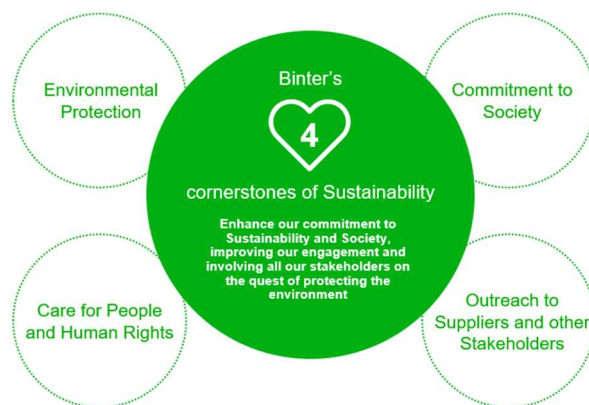 Environmental
Protection
Binter's
4
cornerstones of Sustainability
Enhance our commitment to
Sustainability and Society,
improving our engagement and
involving all our stakeholders on
the quest of protecting the
environment
Commitment to
Society
Care for People
and Human Rights
Outreach to
Suppliers and other
Stakeholders